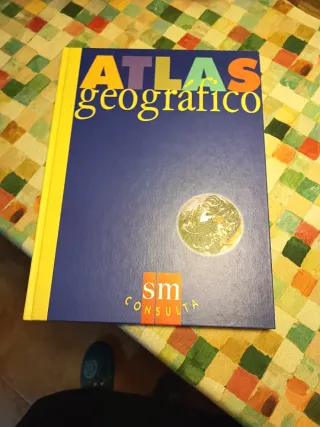 ATLAS
geográfico
sm
CONSULTA